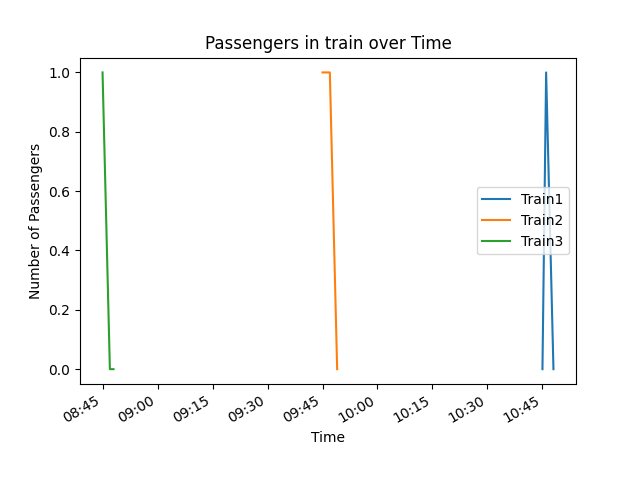 Passengers in train over Time
1.0
0.8
0.6
0.4
0.2
0.0
Number of Passengers
Train1
Train2
Train3
08:45 09:00 09:15 09:30 09:45 10:00 10:15 10:30 10:45
Time